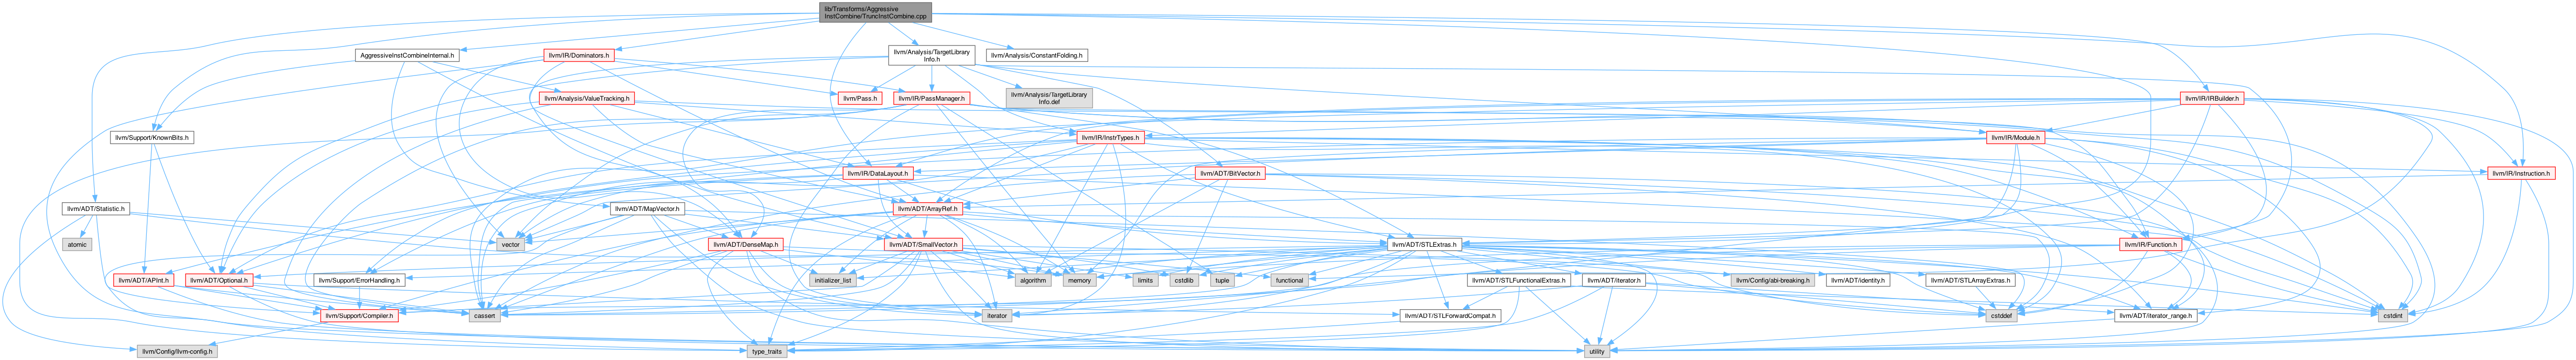 lib/Transforms/Aggressive
InstCombine/TruncInstCombine.cpp
AggressiveInstCombineInternal.h
llvm/IR/Dominators.h
llvm/Analysis/TargetLibrary
Info.h
llvm/Analysis/ConstantFolding.h
llvm/Analysis/ValueTracking.h
llvm/Pass.h
llvm/IR/PassManager.h
llvm/Analysis/TargetLibrary
Info.def
llvm/IR/IRBuilder.h
llvm/Support/KnownBits.h
llvm/IR/InstrTypes.h
llvm/IR/Module.h
llvm/IR/DataLayout.h
llvm/ADT/BitVector.h
llvm/IR/Instruction.h
llvm/ADT/Statistic.h
llvm/ADT/MapVector.h
llvm/ADT/ArrayRef.h
atomic
vector
llvm/ADT/DenseMap.h
llvm/ADT/SmallVector.h
llvm/ADT/STLExtras.h
llvm/IR/Function.h
llvm/ADT/APInt.h
llvm/ADT/Optional.h
llvm/Support/ErrorHandling.h
initializer_list
algorithm
memory
limits
cstdlib
tuple
functional
llvm/ADT/STLFunctionalExtras.h
llvm/ADT/iterator.h
llvm/Config/abi-breaking.h
llvm/ADT/identity.h
llvm/ADT/STLArrayExtras.h
llvm/Support/Compiler.h
cassert
iterator
llvm/ADT/STLForwardCompat.h
cstddef
llvm/ADT/iterator_range.h
cstdint
llvm/Config/llvm-config.h
type_traits
utility